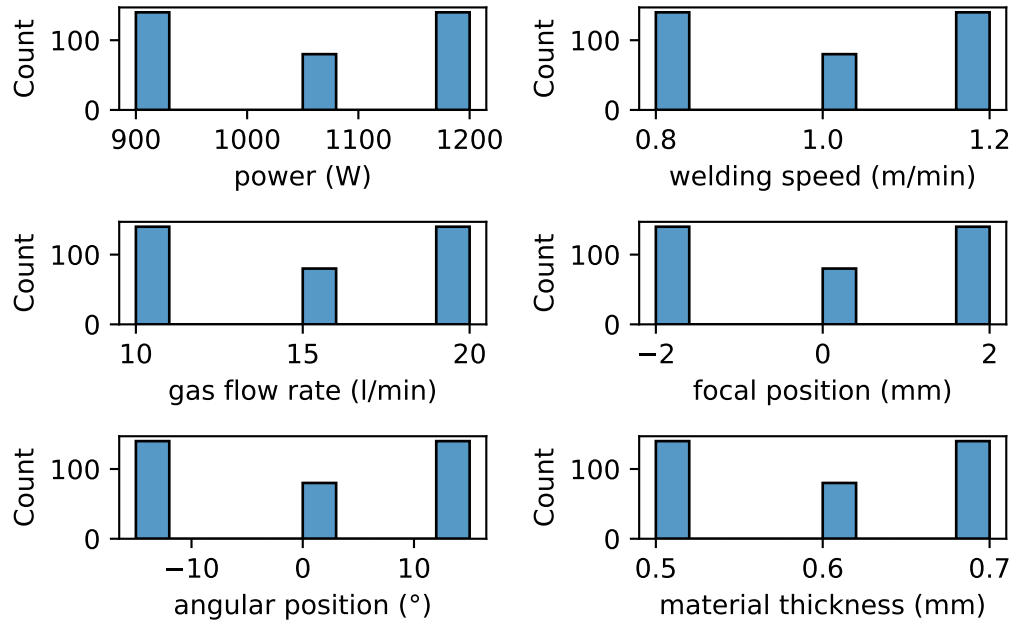 Count
100
0
900 1000 1100 1200
power (W)
Count
100
0
0.8 1.0 1.2
welding speed (m/min)
Count
100
0
10 15 20
gas flow rate (l/min)
Count
100
0
−2 0 2
focal position (mm)
Count
100
0
−10 0 10
angular position (°)
Count
100
0
0.5 0.6 0.7
material thickness (mm)